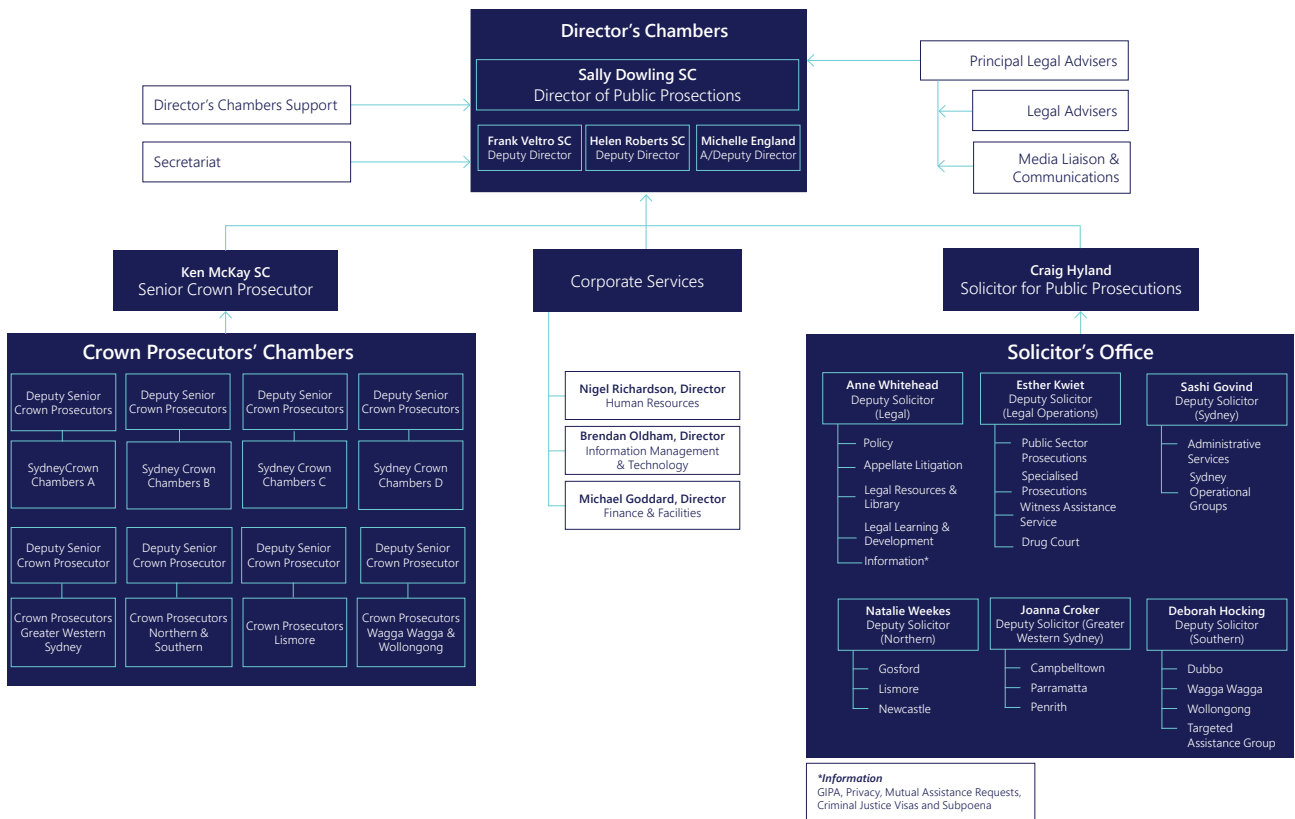 Director's Chambers
Sally Dowling SC
Director of Public Prosections
Frank Veltro SC
Deputy Director
Helen Roberts SC
Deputy Director
Michelle England
A/Deputy Director
Director's Chambers Support
Secretariat
Principal Legal Advisers
Legal Advisers
Media Liaison &
Communications
Ken McKay SC
Senior Crown Prosecutor
Corporate Services
Craig Hyland
Solicitor for Public Prosecutions
Crown Prosecutors' Chambers
Deputy Senior
Crown Prosecutors
Deputy Senior
Crown Prosecutors
Deputy Senior
Crown Prosecutors
Deputy Senior
Crown Prosecutors
SydneyCrown
Chambers A
Sydney Crown
Chambers B
Sydney Crown
Chambers C
Sydney Crown
Chambers D
Deputy Senior
Crown Prosecutor
Deputy Senior
Crown Prosecutor
Deputy Senior
Crown Prosecutor
Deputy Senior
Crown Prosecutor
Crown Prosecutors
Greater Western
Sydney
Crown Prosecutors
Northern &
Southern
Crown Prosecutors
Lismore
Crown Prosecutors
Wagga Wagga &
Wollongong
Nigel Richardson, Director
Human Resources
Brendan Oldham, Director
Information Management
& Technology
Michael Goddard, Director
Finance & Facilities
Solicitor's Office
Anne Whitehead
Deputy Solicitor
(Legal)
Policy
Appellate Litigation
Legal Resources &
Library
Legal Learning &
Development
Information*
Esther Kwiet
Deputy Solicitor
(Legal Operations)
Public Sector
Prosecutions
Specialised
Prosecutions
Witness Assistance
Service
Drug Court
Sashi Govind
Deputy Solicitor
(Sydney)
Administrative
Services
Sydney
Operational
Groups
Natalie Weekes
Deputy Solicitor
(Northern)
Gosford
Lismore
Newcastle
Joanna Croker
Deputy Solicitor (Greater
Western Sydney)
Campbelltown
Parramatta
Penrith
Deborah Hocking
Deputy Solicitor
(Southern)
Dubbo
Wagga Wagga
Wollongong
Targeted
Assistance Group
*Information
GIPA, Privacy, Mutual Assistance Requests,
Criminal Justice Visas and Subpoena